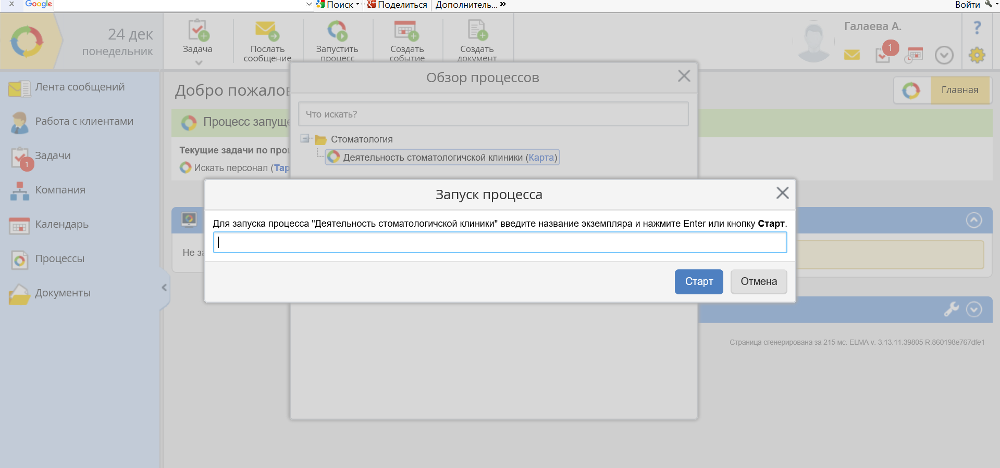 x Google Поиск Поделиться Дополнитель... » Войти
24 дек
понедельник
Задача
Послать
сообщение
Запустить
процесс
Создать
событие
Создать
документ
Галаева А.
1
?
Лента сообщений
Работа с клиентами
Задачи
1
Компания
Календарь
Процессы
Документы
Добро пожалов
Главная
Процесс запуще
Текущие задачи по про
Искать персонал (Тар
Обзор процессов
Что искать?
Стоматология
Деятельность стоматологичской клиники (Карта)
Запуск процесса
Для запуска процесса "Деятельность стоматологичской клиники" введите название экземпляра и нажмите Enter или кнопку Старт.
Старт
Отмена
Не за
Страница сгенерирована за 215 мс. ELMA v. 3.13.11.39805 R.860198e767dfe1